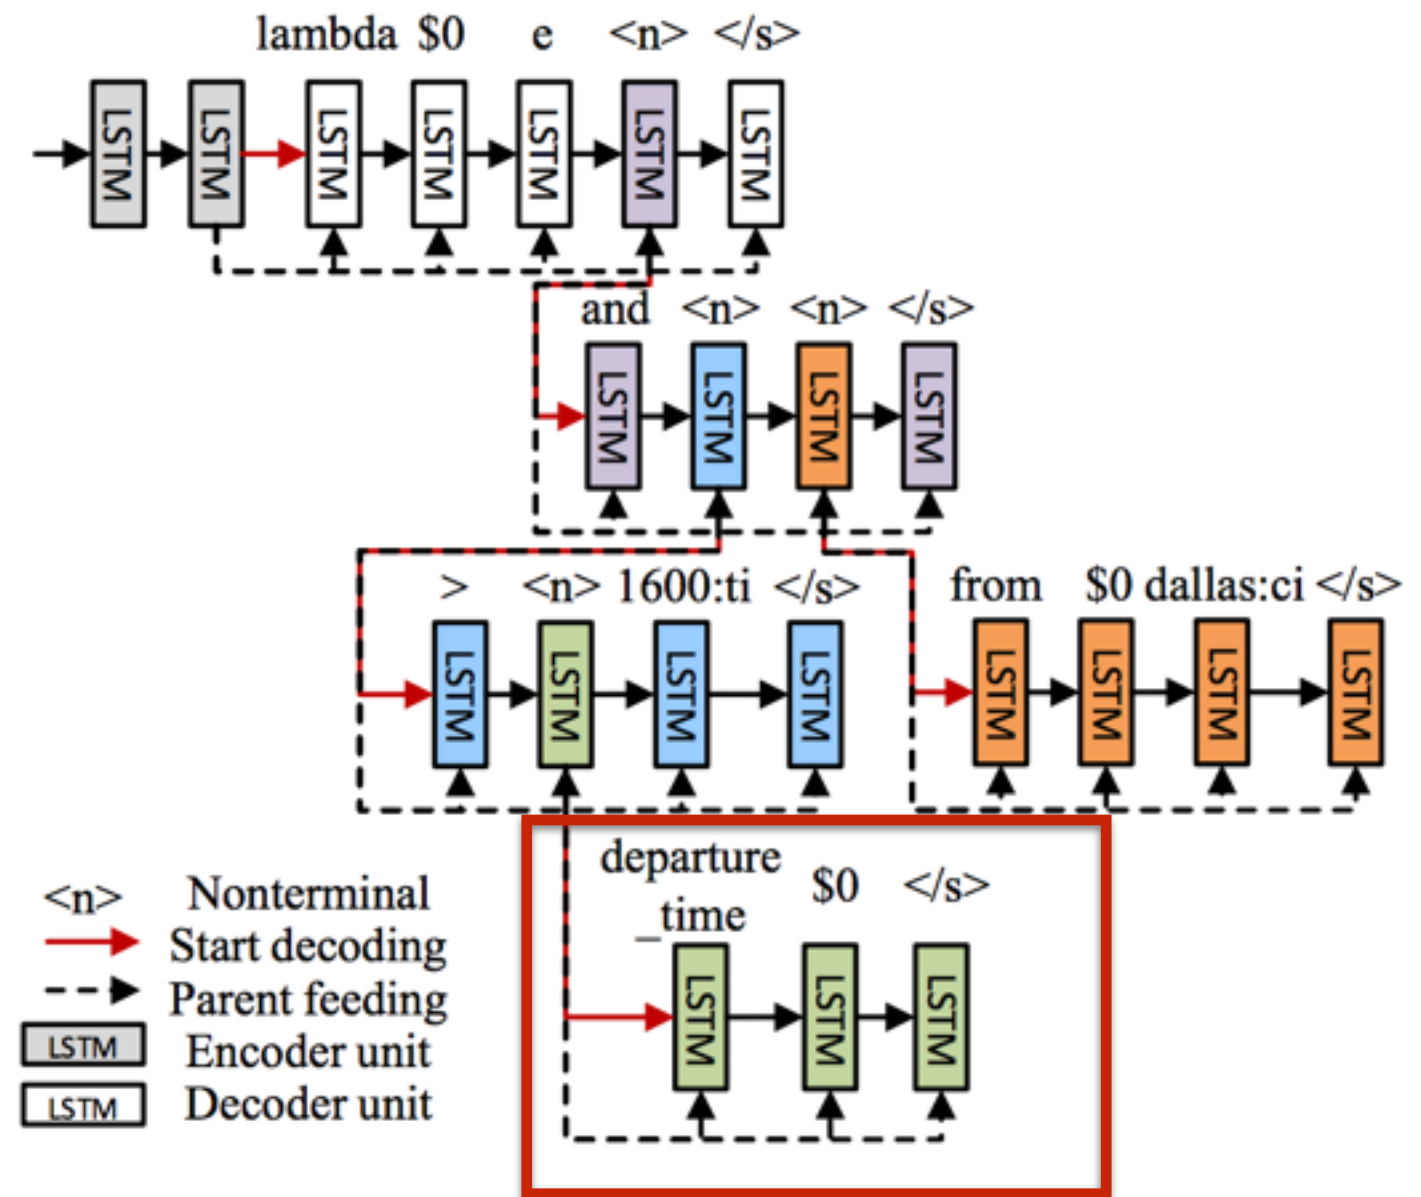 lambda $0 e <n> </s>
LSTM LSTM LSTM LSTM LSTM LSTM LSTM
and <n> <n> </s>
LSTM LSTM LSTM LSTM
> <n> 1600:ti </s>
from $0 dallas:ci </s>
LSTM LSTM LSTM LSTM
LSTM LSTM LSTM LSTM
departure
_time
$0 </s>
LSTM LSTM LSTM
<n> Nonterminal
Start decoding
Parent feeding
LSTM Encoder unit
LSTM Decoder unit